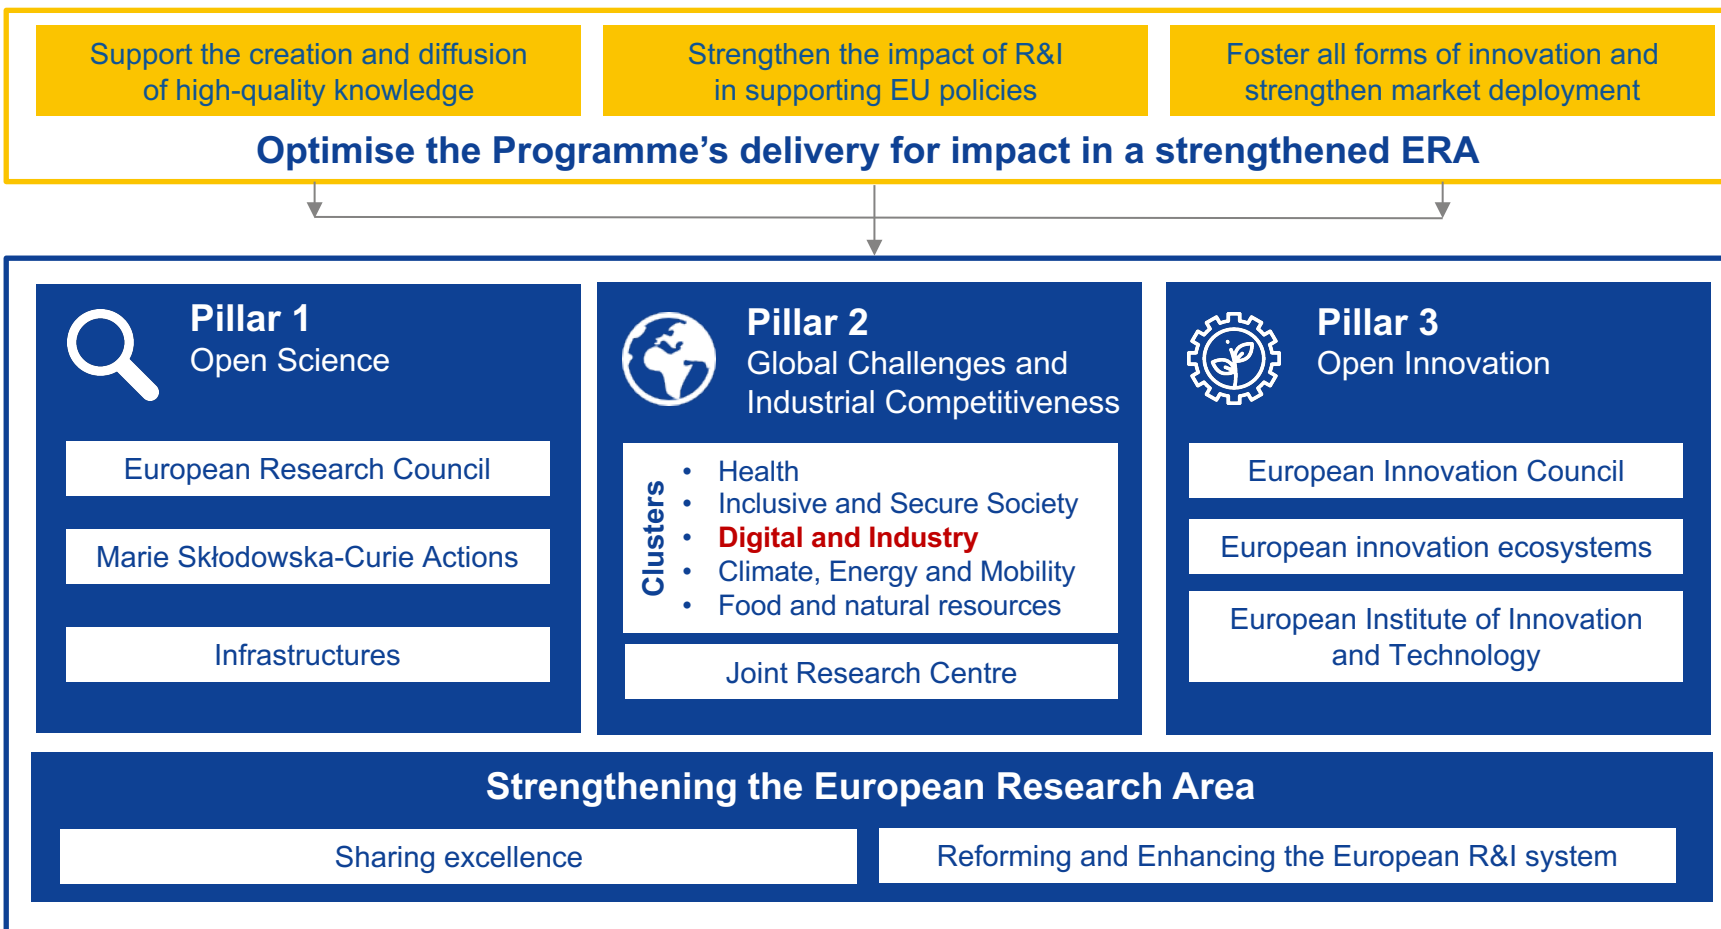 Support the creation and diffusion
of high-quality knowledge
Strengthen the impact of R&I
in supporting EU policies
Foster all forms of innovation and
strengthen market deployment
Optimise the Programme’s delivery for impact in a strengthened ERA
Pillar 1
Open Science
European Research Council
Marie Skłodowska-Curie Actions
Infrastructures
Pillar 2
Global Challenges and
Industrial Competitiveness
Clusters
• Health
• Inclusive and Secure Society
• Digital and Industry
• Climate, Energy and Mobility
• Food and natural resources
Joint Research Centre
Pillar 3
Open Innovation
European Innovation Council
European innovation ecosystems
European Institute of Innovation
and Technology
Strengthening the European Research Area
Sharing excellence
Reforming and Enhancing the European R&I system